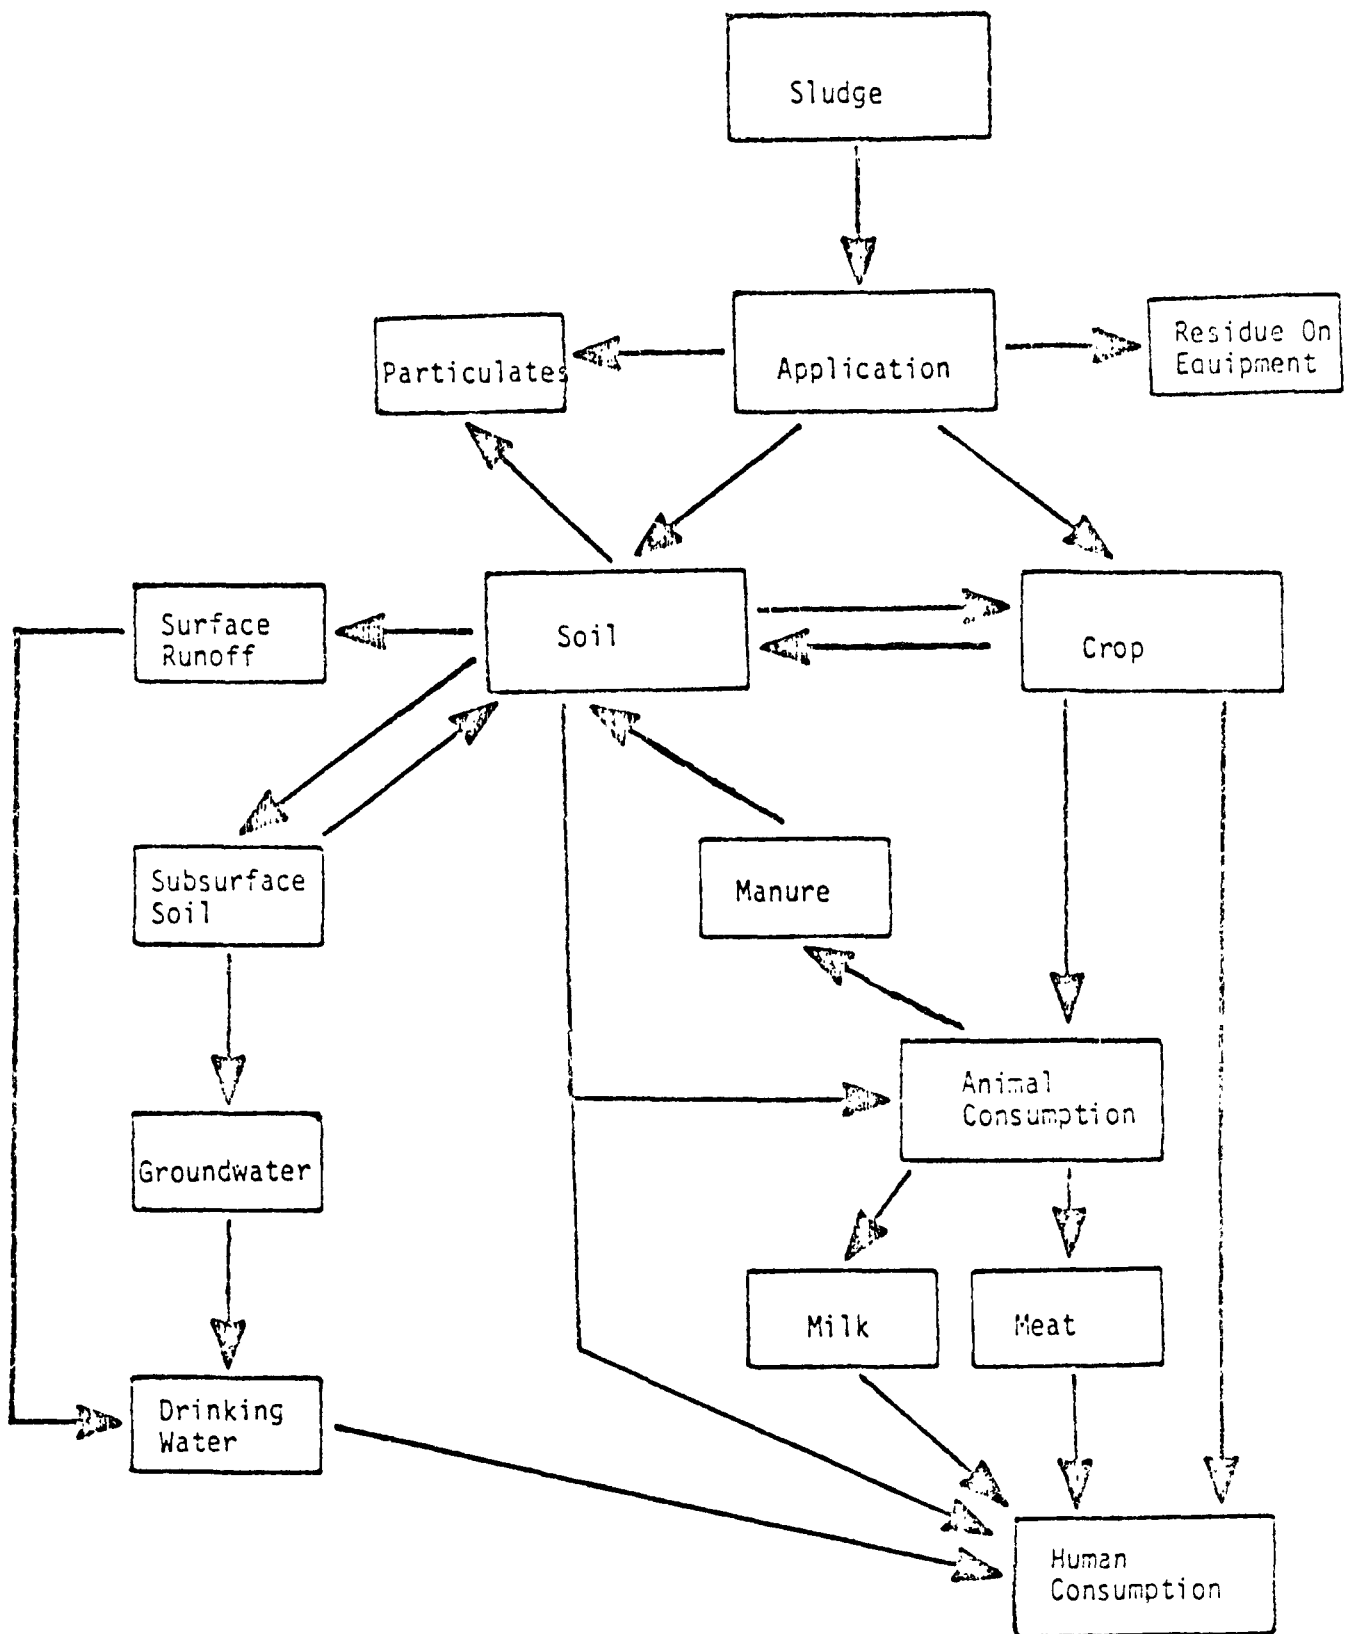 Sludge
Particulates
Application
Residue On
Equipment
Surface
Runoff
Soil
Crop
Subsurface
Soil
Manure
Animal
Consumption
Groundwater
Milk
Meat
Drinking
Water
Human
Consumption